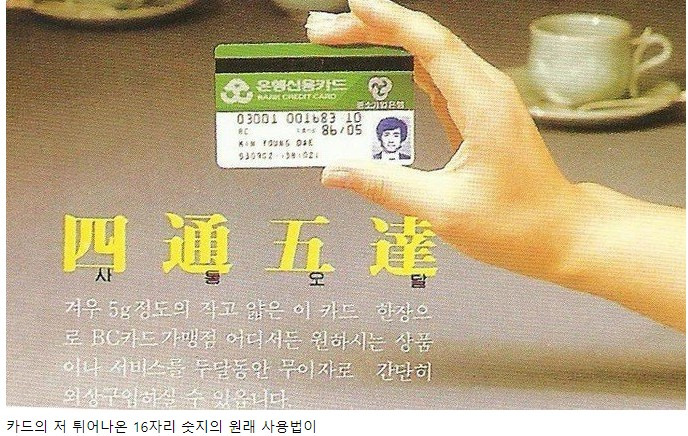 은행신용카드
BANK CREDIT CARD
중소기업은행
03001 001683 10
BC 86/05
KIM YOUNG DAE
四通五達
사통오달
겨우 5g정도의 작고 얇은 이 카드 한장으
로 BC카드가맹점 어디서든 원하시는 상품
이나 서비스를 두달동안 무이자로 간단히
외상구입하실 수 있읍니다.
카드의 저 튀어나온 16자리 숫지의 원래 사용법이